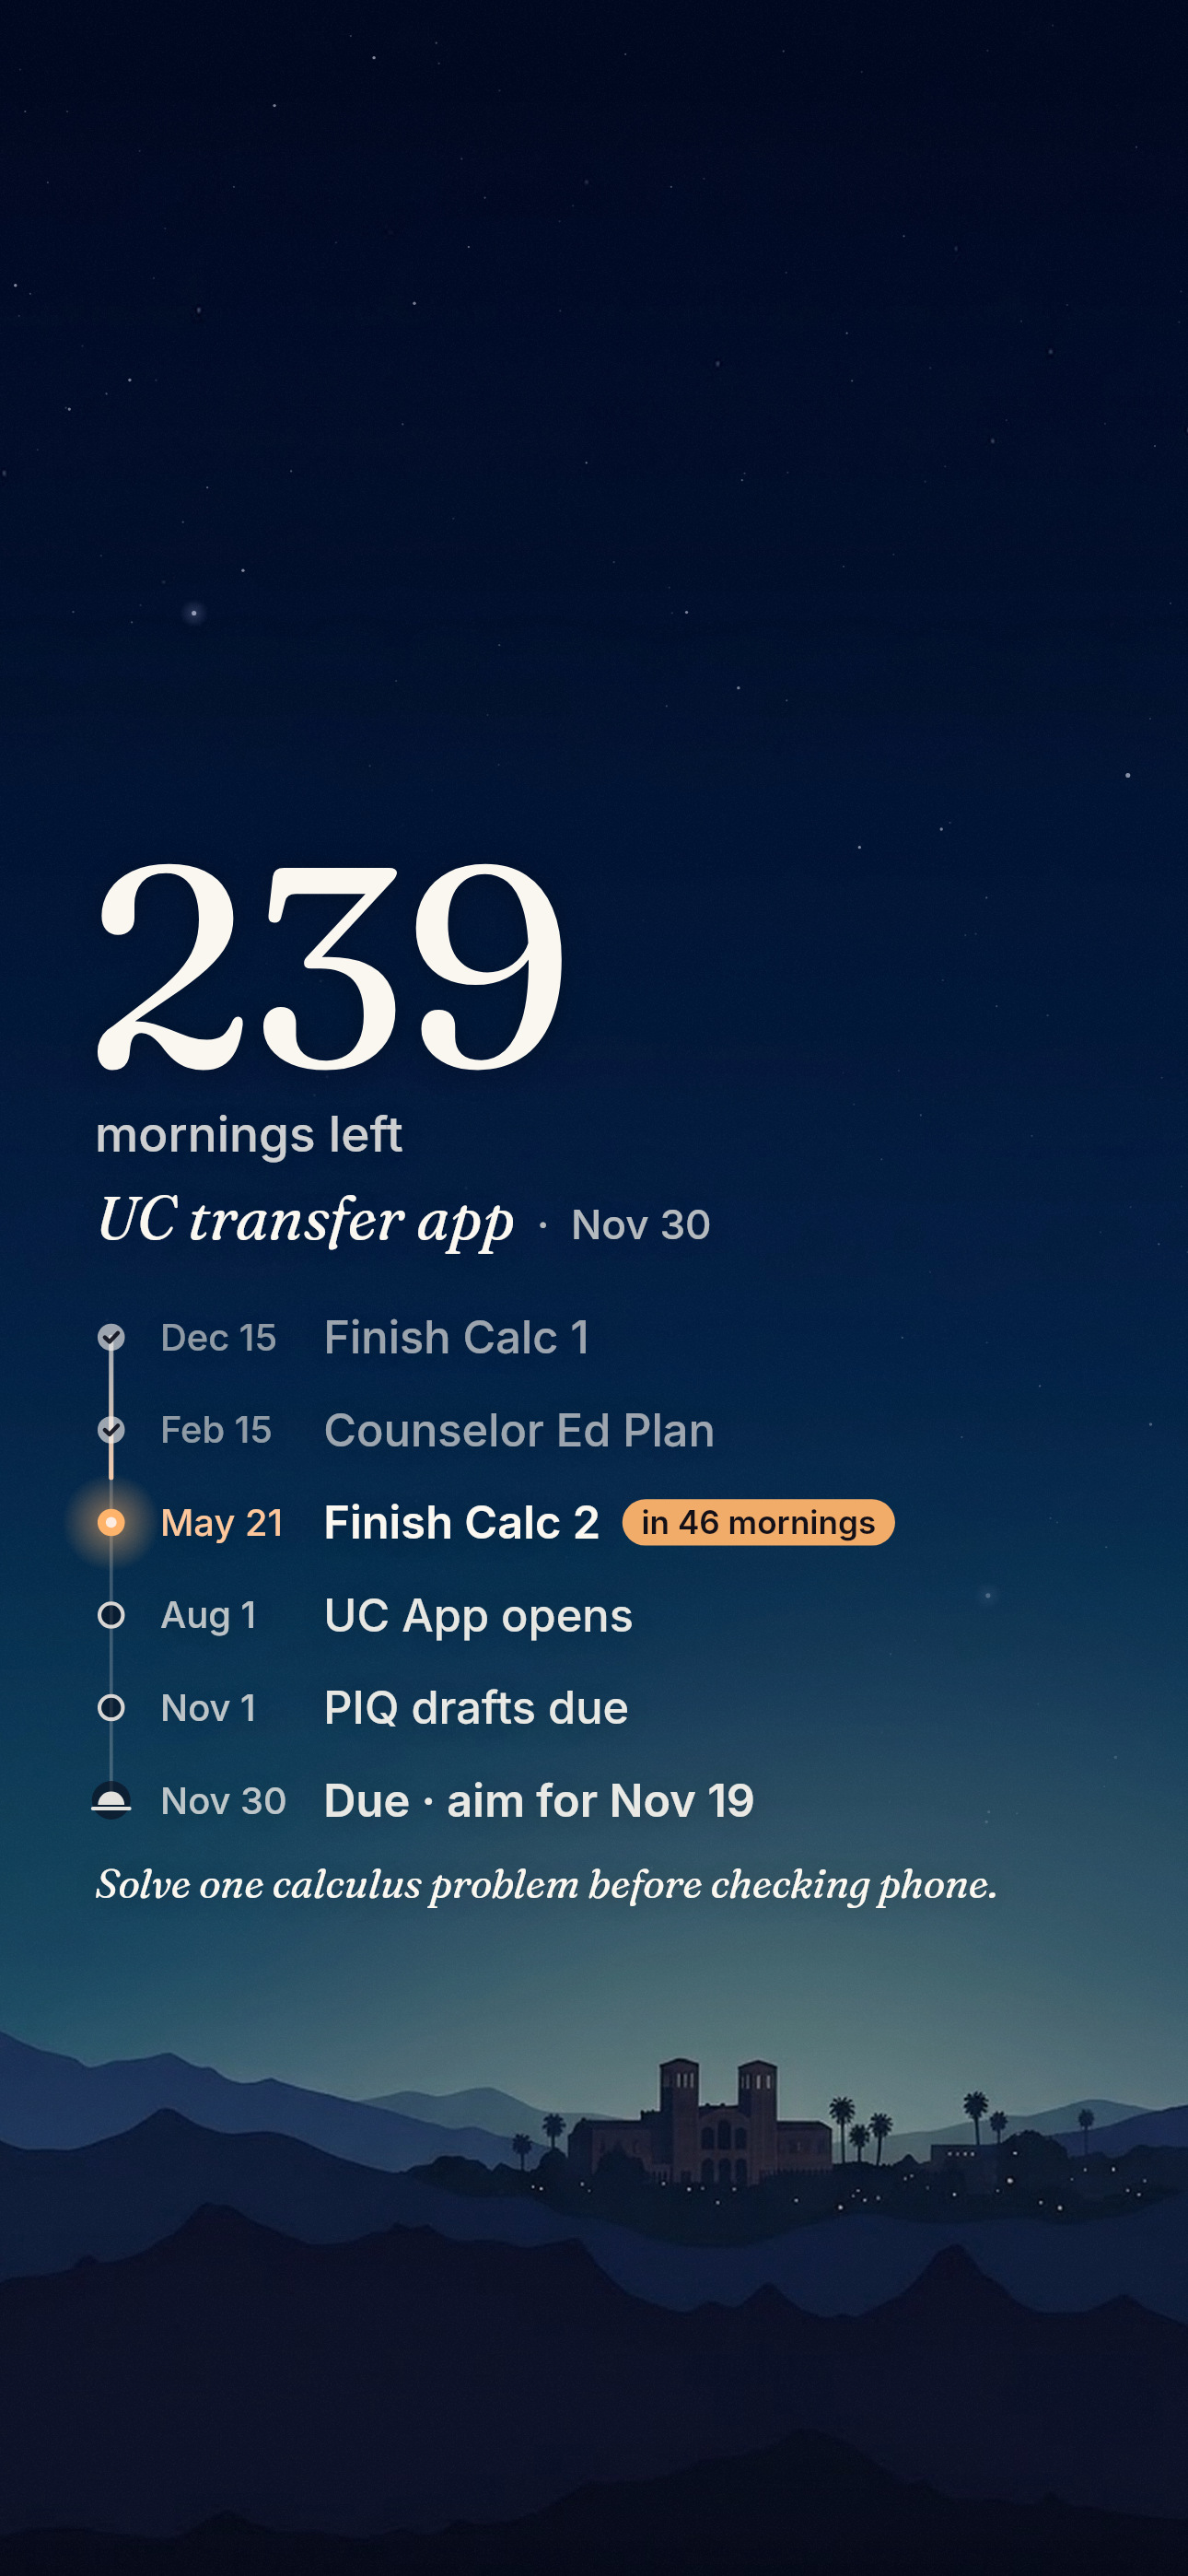 239
mornings left
UC transfer app · Nov 30
Dec 15 Finish Calc 1
Feb 15 Counselor Ed Plan
May 21 Finish Calc 2 in 46 mornings
Aug 1 UC App opens
Nov 1 PIQ drafts due
Nov 30 Due · aim for Nov 19
Solve one calculus problem before checking phone.